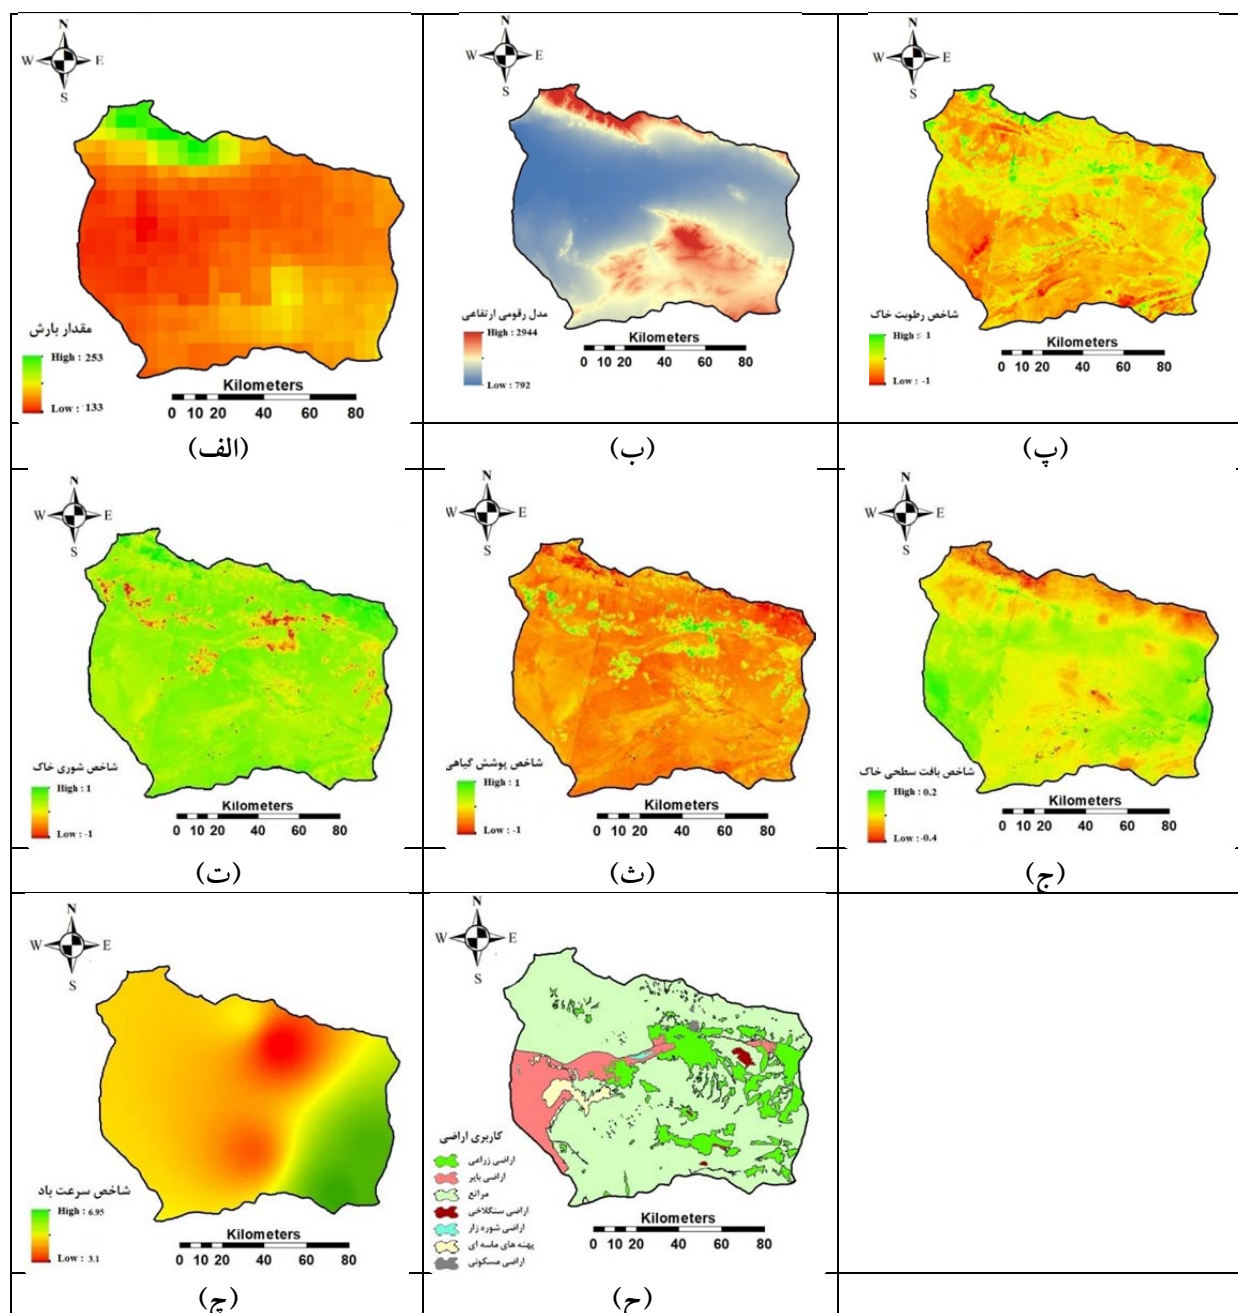 N
W E
S
مقدار بارش
High : 253
Low : 133
Kilometers
0 10 20 40 60 80
(الف)
N
W E
S
مدل رقومی ارتفاعی
High : 2944
Low : 792
Kilometers
0 10 20 40 60 80
(ب)
N
W E
S
شاخص رطوبت خاک
High : 1
Low : -1
Kilometers
0 10 20 40 60 80
(پ)
N
W E
S
شاخص شوری خاک
High : 1
Low : -1
Kilometers
0 10 20 40 60 80
(ت)
N
W E
S
شاخص پوشش گیاهی
High : 1
Low : -1
Kilometers
0 10 20 40 60 80
(ث)
N
W E
S
شاخص بافت سطحی خاک
High : 0.2
Low : -0.4
Kilometers
0 10 20 40 60 80
(ج)
N
W E
S
شاخص سرعت باد
High : 6.95
Low : 3.1
Kilometers
0 10 20 40 60 80
(چ)
N
W E
S
کاربری اراضی
اراضی زراعی
اراضی بایر
مراتع
اراضی سنگلاخی
اراضی شوره زار
پهنه های ماسه ای
اراضی مسکونی
Kilometers
0 10 20 40 60 80
(ح)